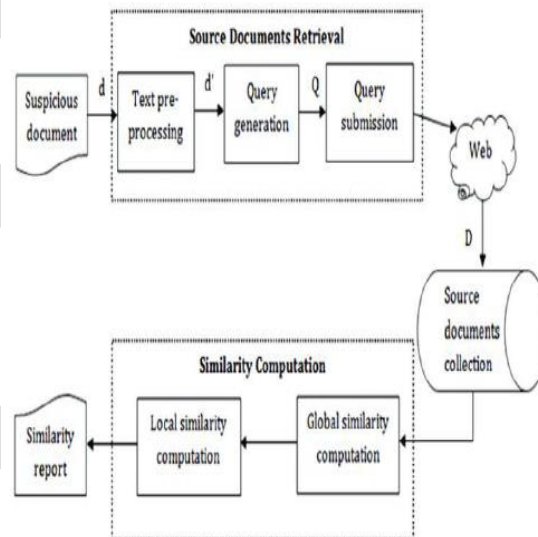 Source Documents Retrieval
Suspicious
document
d
Text pre-
processing
d'
Query
generation
Q
Query
submission
Web
D
Source
documents
collection
Similarity Computation
Global similarity
computation
Local similarity
computation
Similarity
report